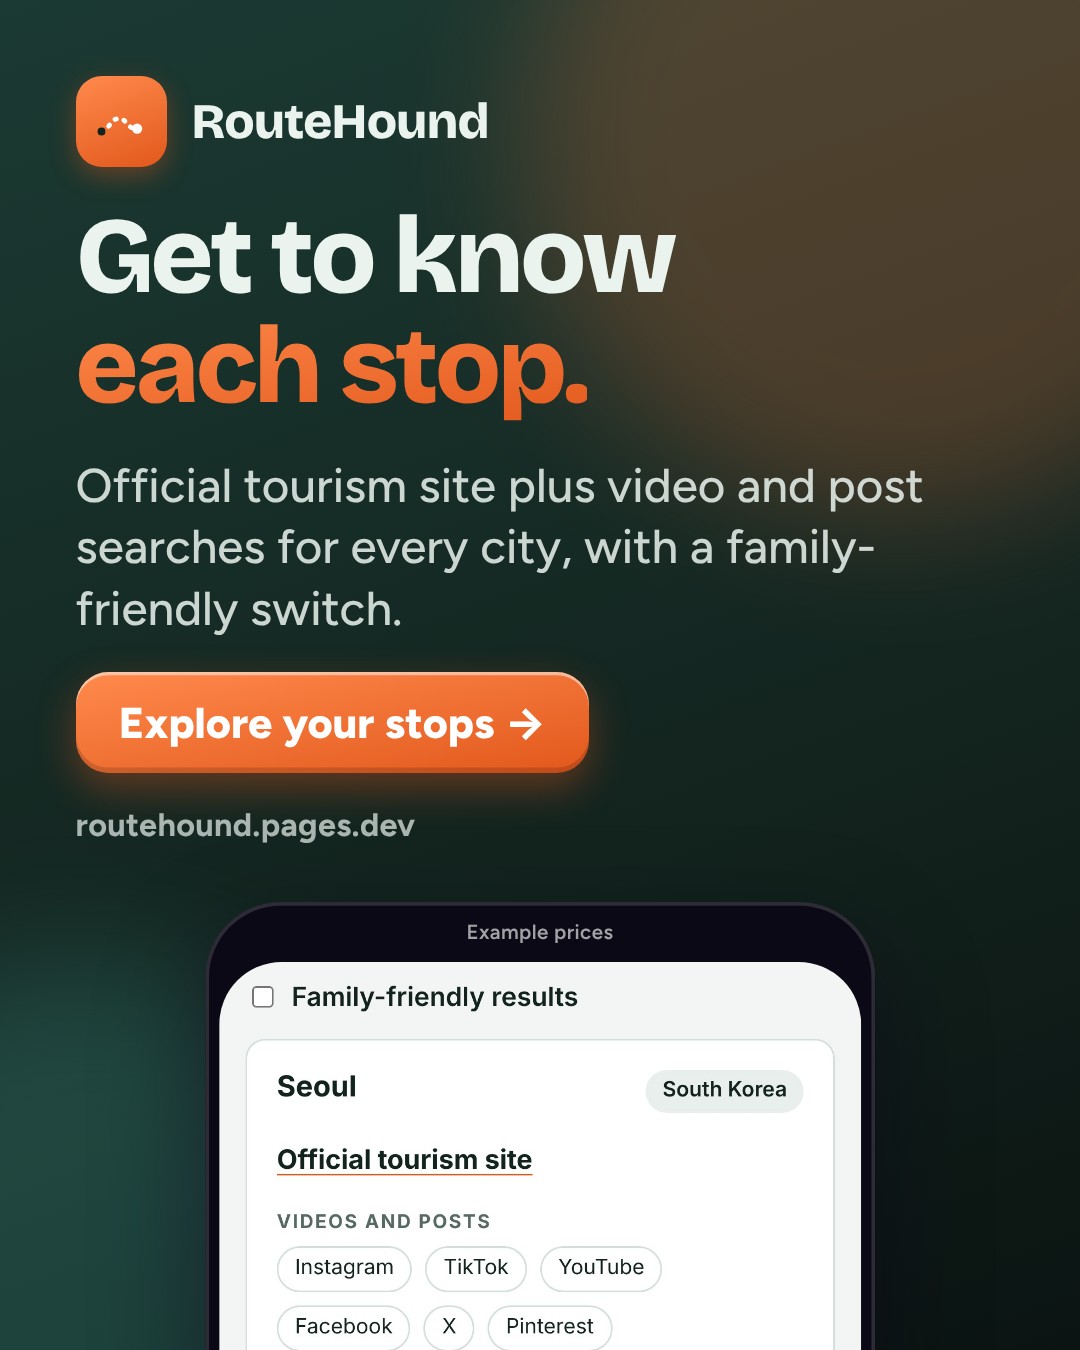 RouteHound
Get to know
each stop.
Official tourism site plus video and post
searches for every city, with a family-
friendly switch.
Explore your stops →
routehound.pages.dev
Example prices
Family-friendly results
Seoul
South Korea
Official tourism site
VIDEOS AND POSTS
Instagram TikTok YouTube
Facebook X Pinterest